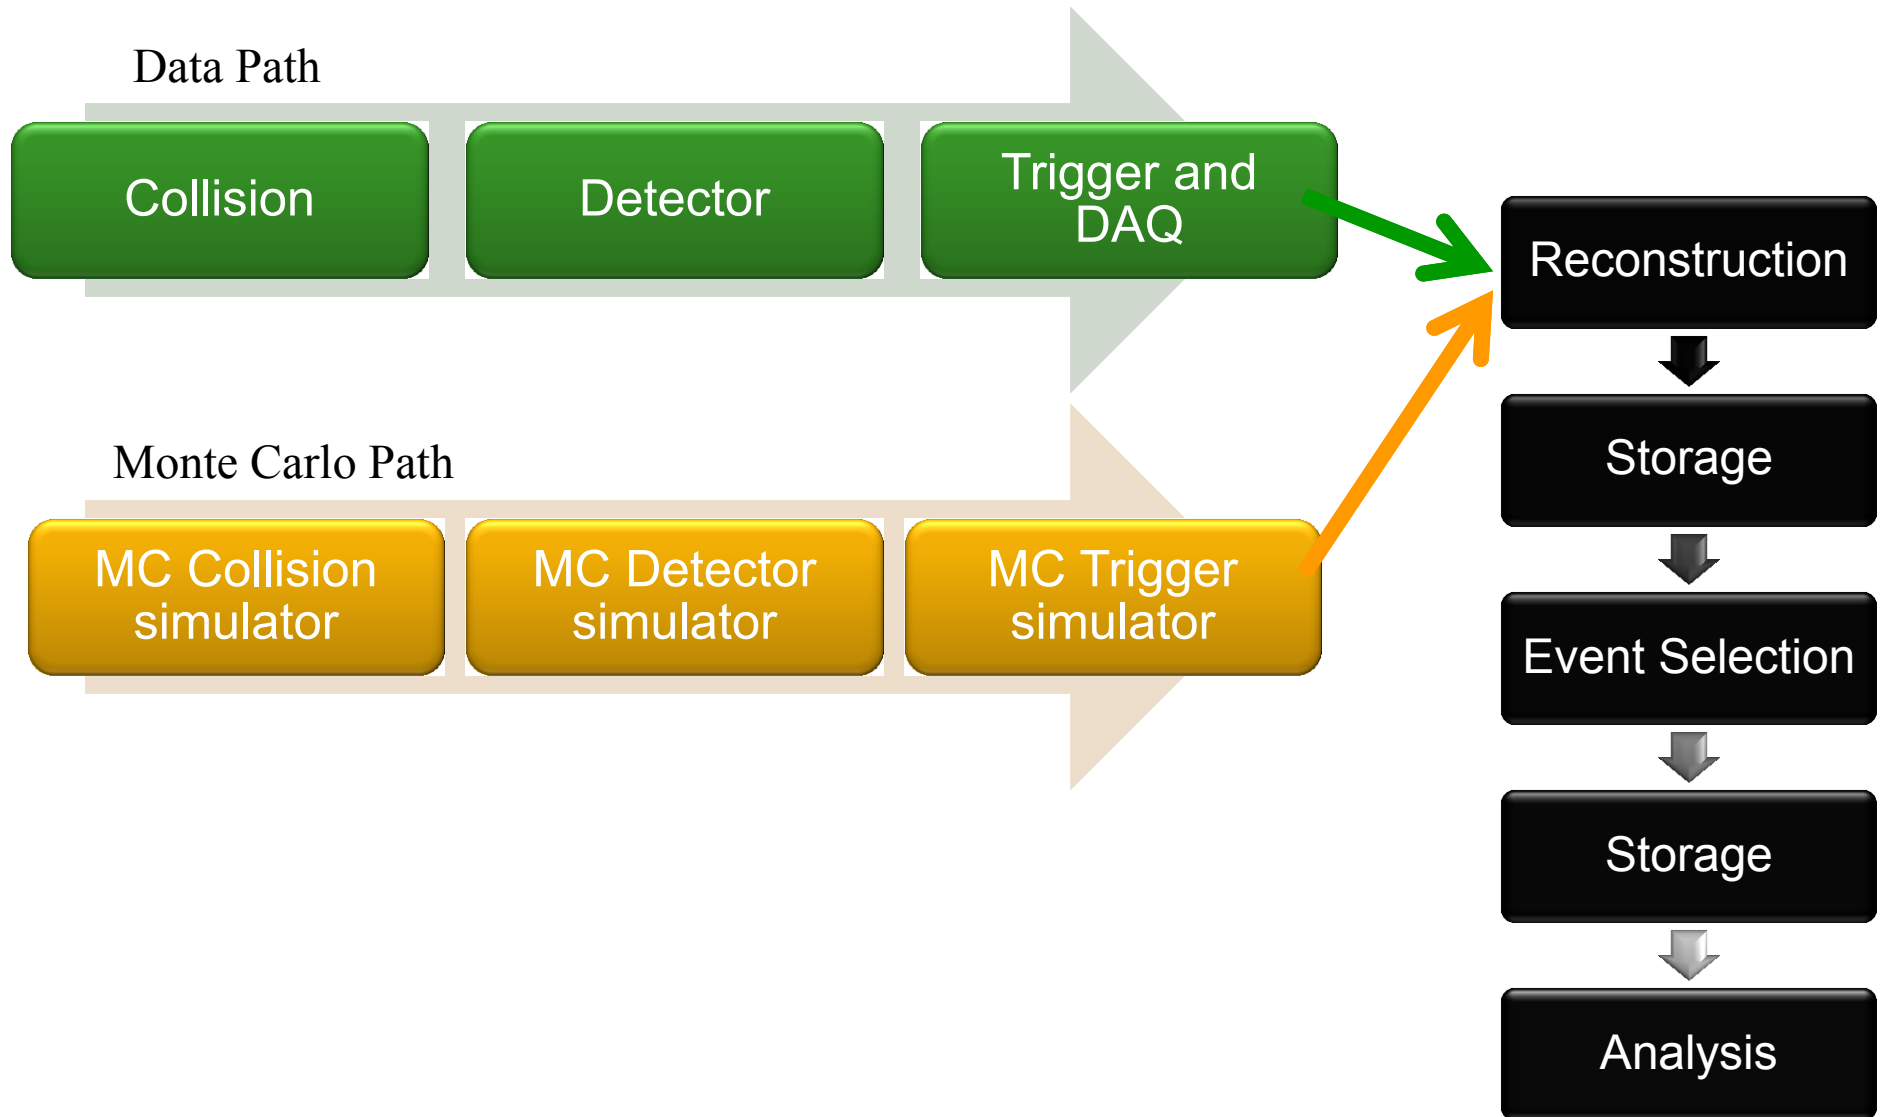 Data Path
Collision
Detector
Trigger and
DAQ
Monte Carlo Path
MC Collision
simulator
MC Detector
simulator
MC Trigger
simulator
Reconstruction
Storage
Event Selection
Storage
Analysis